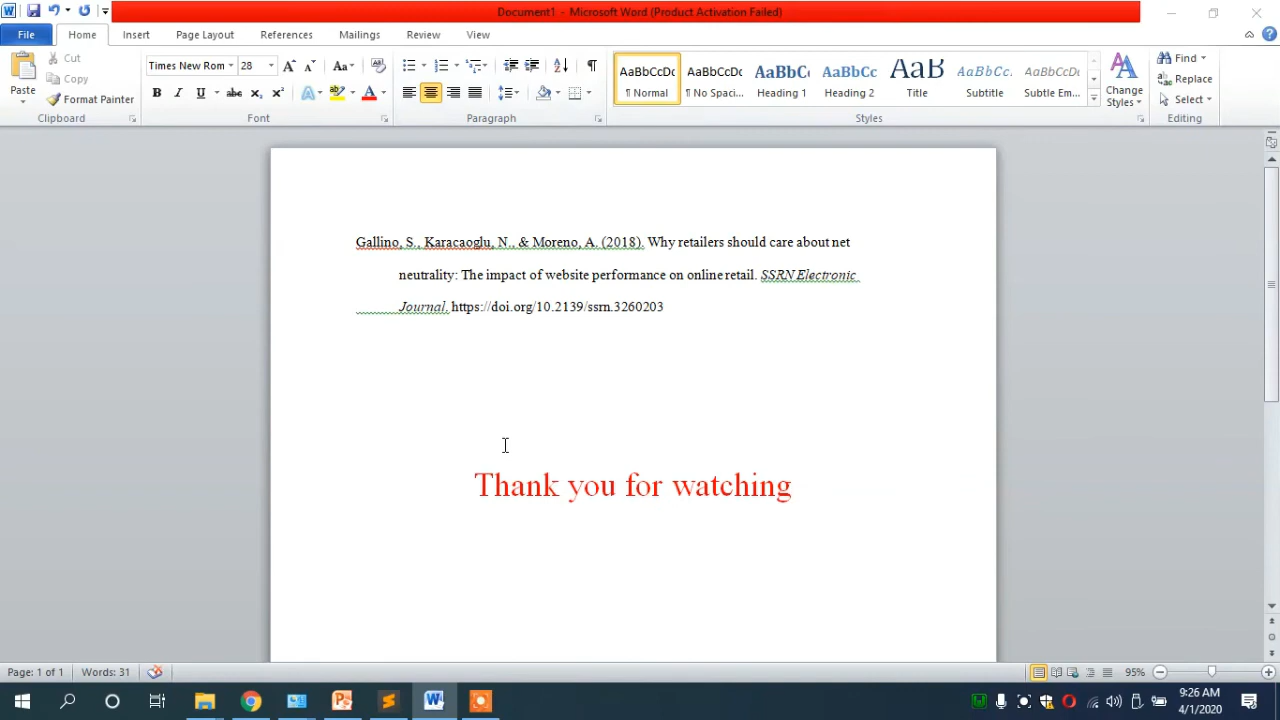 Document1 - Microsoft Word (Product Activation Failed)
File Home Insert Page Layout References Mailings Review View
Paste
Cut
Copy
Format Painter
Clipboard
Times New Rom 28
Font
Paragraph
AaBbCcDc AaBbCcDc AaBbC AaBbCc AaB AaBbCc. AaBbCcDc
¶ Normal ¶ No Spaci... Heading 1 Heading 2 Title Subtitle Subtle Em...
Change
Styles
Styles
Find
Replace
Select
Editing
Gallino, S., Karacaoglu, N., & Moreno, A. (2018). Why retailers should care about net
neutrality: The impact of website performance on online retail. SSRN Electronic
Journal. https://doi.org/10.2139/ssrn.3260203
Thank you for watching
Page: 1 of 1 Words: 31
95%
9:26 AM
4/1/2020